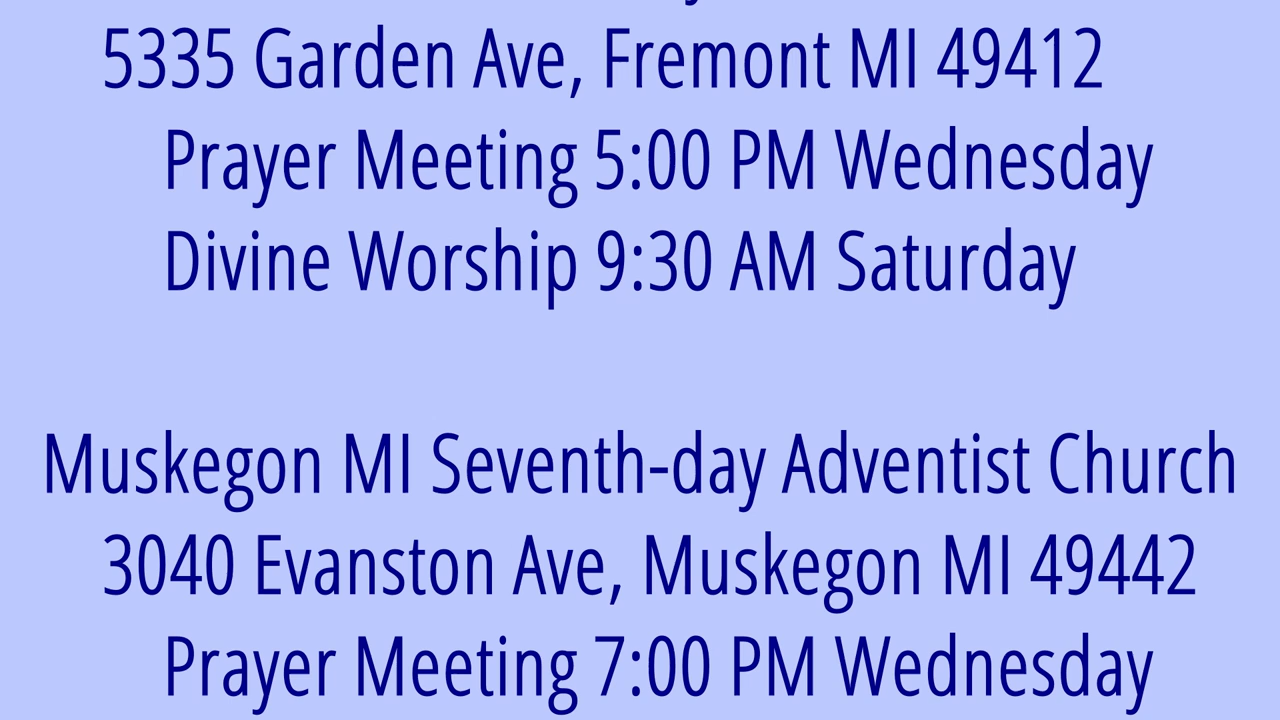 5335 Garden Ave, Fremont MI 49412
Prayer Meeting 5:00 PM Wednesday
Divine Worship 9:30 AM Saturday
Muskegon MI Seventh-day Adventist Church
3040 Evanston Ave, Muskegon MI 49442
Prayer Meeting 7:00 PM Wednesday